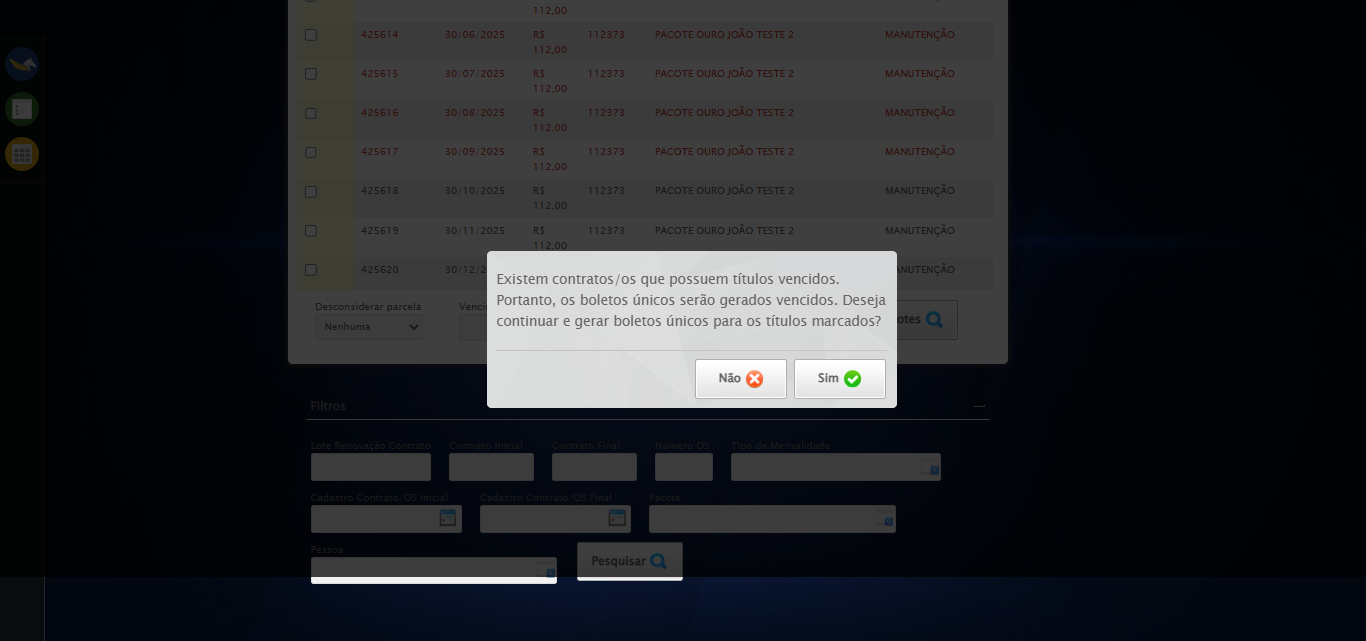 112,00
425614 30/06/2025 R$ 112373 PACOTE OURO JOÃO TESTE 2 MANUTENÇÃO
112,00
425615 30/07/2025 R$ 112373 PACOTE OURO JOÃO TESTE 2 MANUTENÇÃO
112,00
425616 30/08/2025 R$ 112373 PACOTE OURO JOÃO TESTE 2 MANUTENÇÃO
112,00
425617 30/09/2025 R$ 112373 PACOTE OURO JOÃO TESTE 2 MANUTENÇÃO
112,00
425618 30/10/2025 R$ 112373 PACOTE OURO JOÃO TESTE 2 MANUTENÇÃO
112,00
425619 30/11/2025 R$ 112373 PACOTE OURO JOÃO TESTE 2 MANUTENÇÃO
112,00
425620 30/12/2
Existem contratos/os que possuem títulos vencidos.
Portanto, os boletos únicos serão gerados vencidos. Deseja
continuar e gerar boletos únicos para os títulos marcados?
Não Sim
Desconsiderar parcela
Nenhuma
Filtros
Lote Renovação Contrato Contrato Inicial Contrato Final Número OS Tipo de Mensalidade
Cadastro Contrato/OS Inicial Cadastro Contrato/OS Final Pacote
Pessoa
Pesquisar